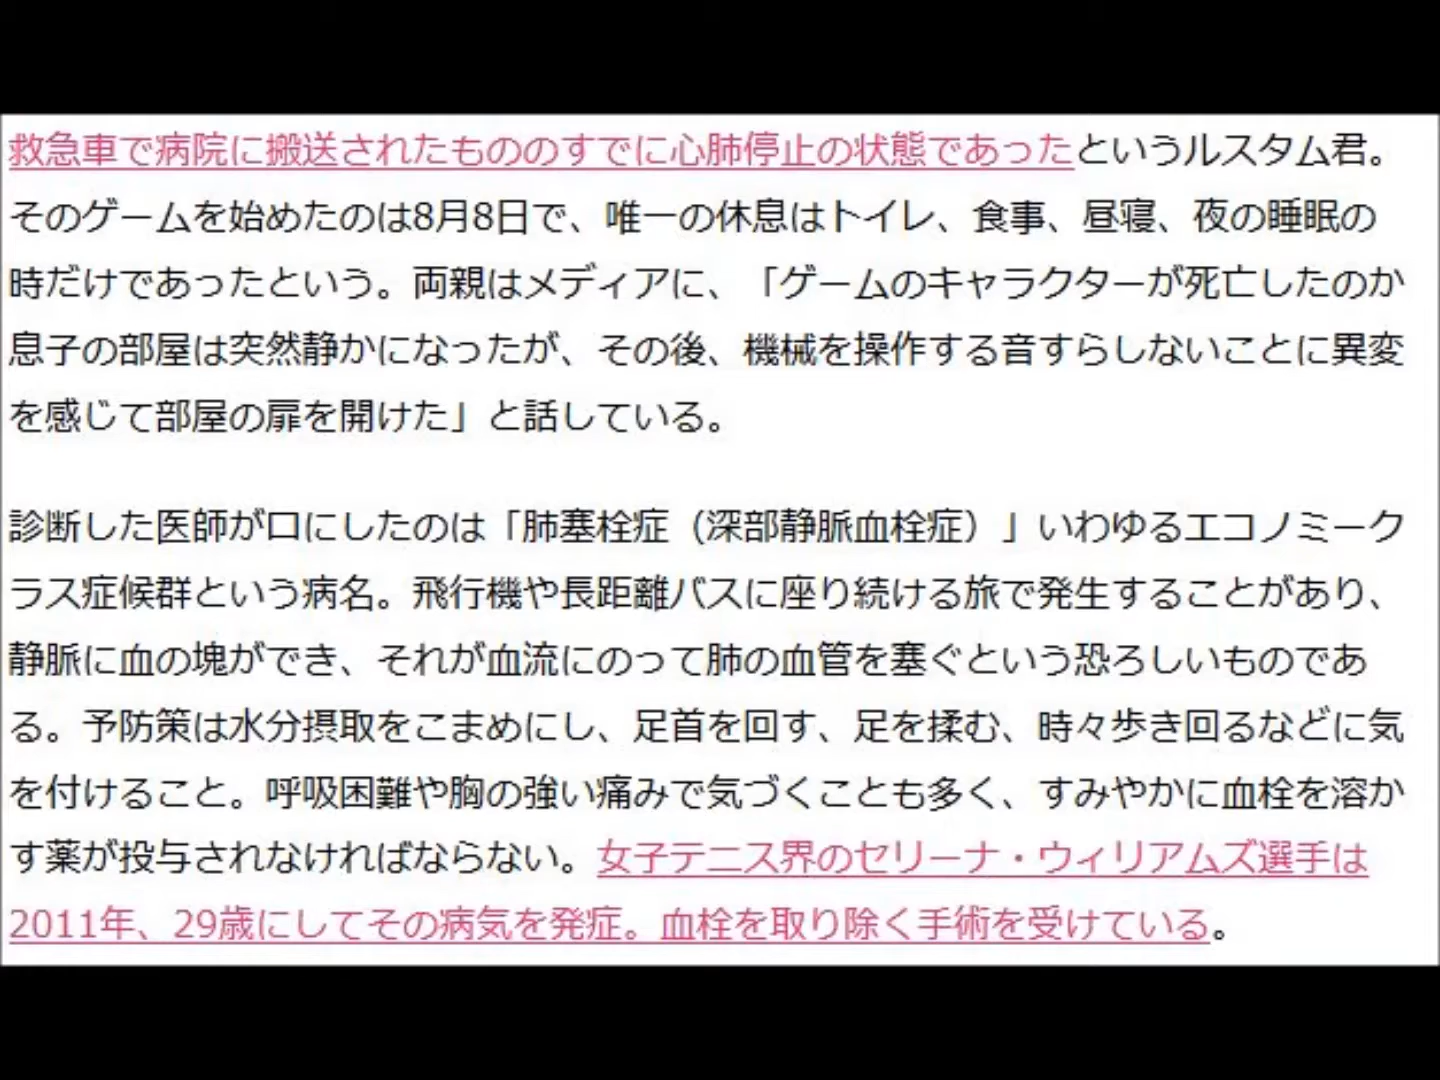 救急車で病院に搬送されたもののすでに心肺停止の状態であったというルスタム君。
そのゲームを始めたのは8月8日で、唯一の休息はトイレ、食事、昼寝、夜の睡眠の
時だけであったという。両親はメディアに、「ゲームのキャラクターが死亡したのか
息子の部屋は突然静かになったが、その後、機械を操作する音すらしないことに異変
を感じて部屋の扉を開けた」と話している。
診断した医師が口にしたのは「肺塞栓症（深部静脈血栓症）」いわゆるエコノミーク
ラス症候群という病名。飛行機や長距離バスに座り続ける旅で発生することがあり、
静脈に血の塊ができ、それが血流にのって肺の血管を塞ぐという恐ろしいものであ
る。予防策は水分摂取をこまめにし、足首を回す、足を揉む、時々歩き回るなどに気
を付けること。呼吸困難や胸の強い痛みで気づくことも多く、すみやかに血栓を溶か
す薬が投与されなければならない。女子テニス界のセリーナ・ウィリアムズ選手は
2011年、29歳にしてその病気を発症。血栓を取り除く手術を受けている。